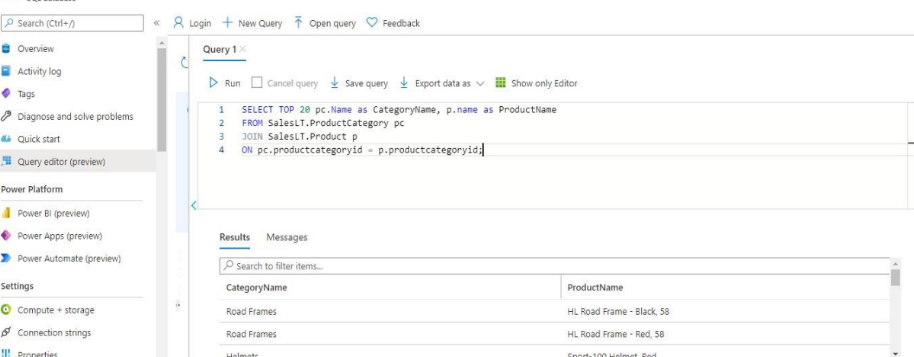 Search (Ctrl+/)
«
Login
New Query
Open query
Feedback
Overview
Activity log
Tags
Diagnose and solve problems
Quick start
Query editor (preview)
Power Platform
Power BI (preview)
Power Apps (preview)
Power Automate (preview)
Settings
Compute + storage
Connection strings
Properties
Query 1
Run
Cancel query
Save query
Export data as
Show only Editor
1 SELECT TOP 20 pc.Name as CategoryName, p.name as ProductName
2 FROM SalesLT.ProductCategory pc
3 JOIN SalesLT.Product p
4 ON pc.productcategoryid = p.productcategoryid;
Results Messages
Search to filter items...
CategoryName ProductName
Road Frames HL Road Frame - Black, 58
Road Frames HL Road Frame - Red, 58
Helmets Sport-100 Helmet, Red